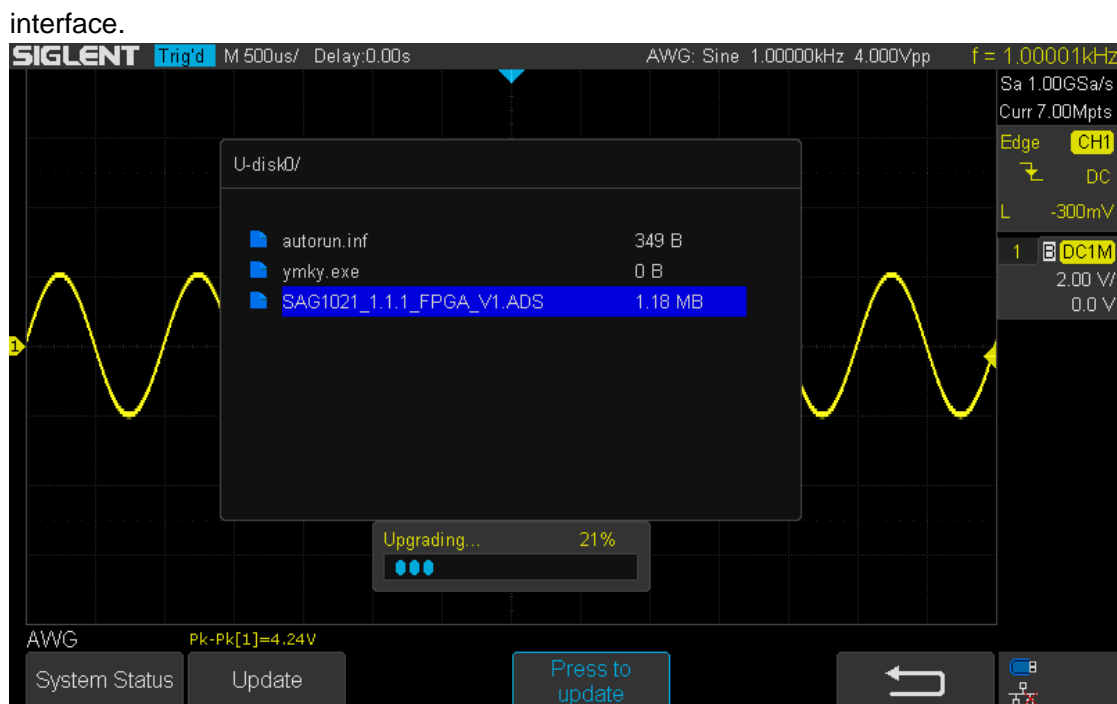 interface.
SIGLENT Trig'd M 500us/ Delay:0.00s AWG: Sine 1.00000kHz 4.000Vpp f = 1.00001kHz
Sa 1.00GSa/s
Curr 7.00Mpts
Edge CH1
DC
L -300mV
1 B DC1M
2.00 V/
0.0 V
U-disk0/
autorun.inf 349 B
ymky.exe 0 B
SAG1021_1.1.1_FPGA_V1.ADS 1.18 MB
1
Upgrading... 21%
AWG Pk-Pk[1]=4.24V
System Status Update Press to
update